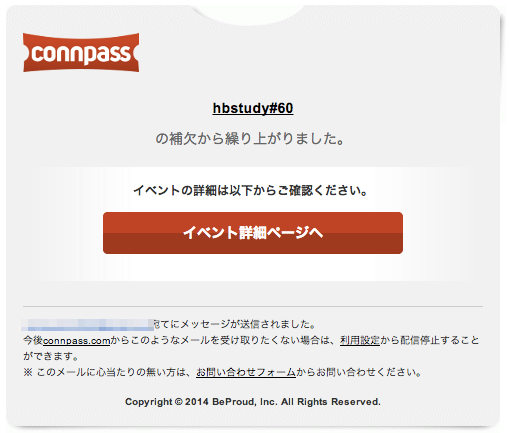 connpass
hbstudy#60
の補欠から繰り上がりました。
イベントの詳細は以下からご確認ください。
イベント詳細ページへ
宛てにメッセージが送信されました。
今後connpass.comからこのようなメールを受け取りたくない場合は、利用設定から配信停止すること
ができます。
※ このメールに心当たりの無い方は、お問い合わせフォームからお問い合わせください。
Copyright © 2014 BeProud, Inc. All Rights Reserved.